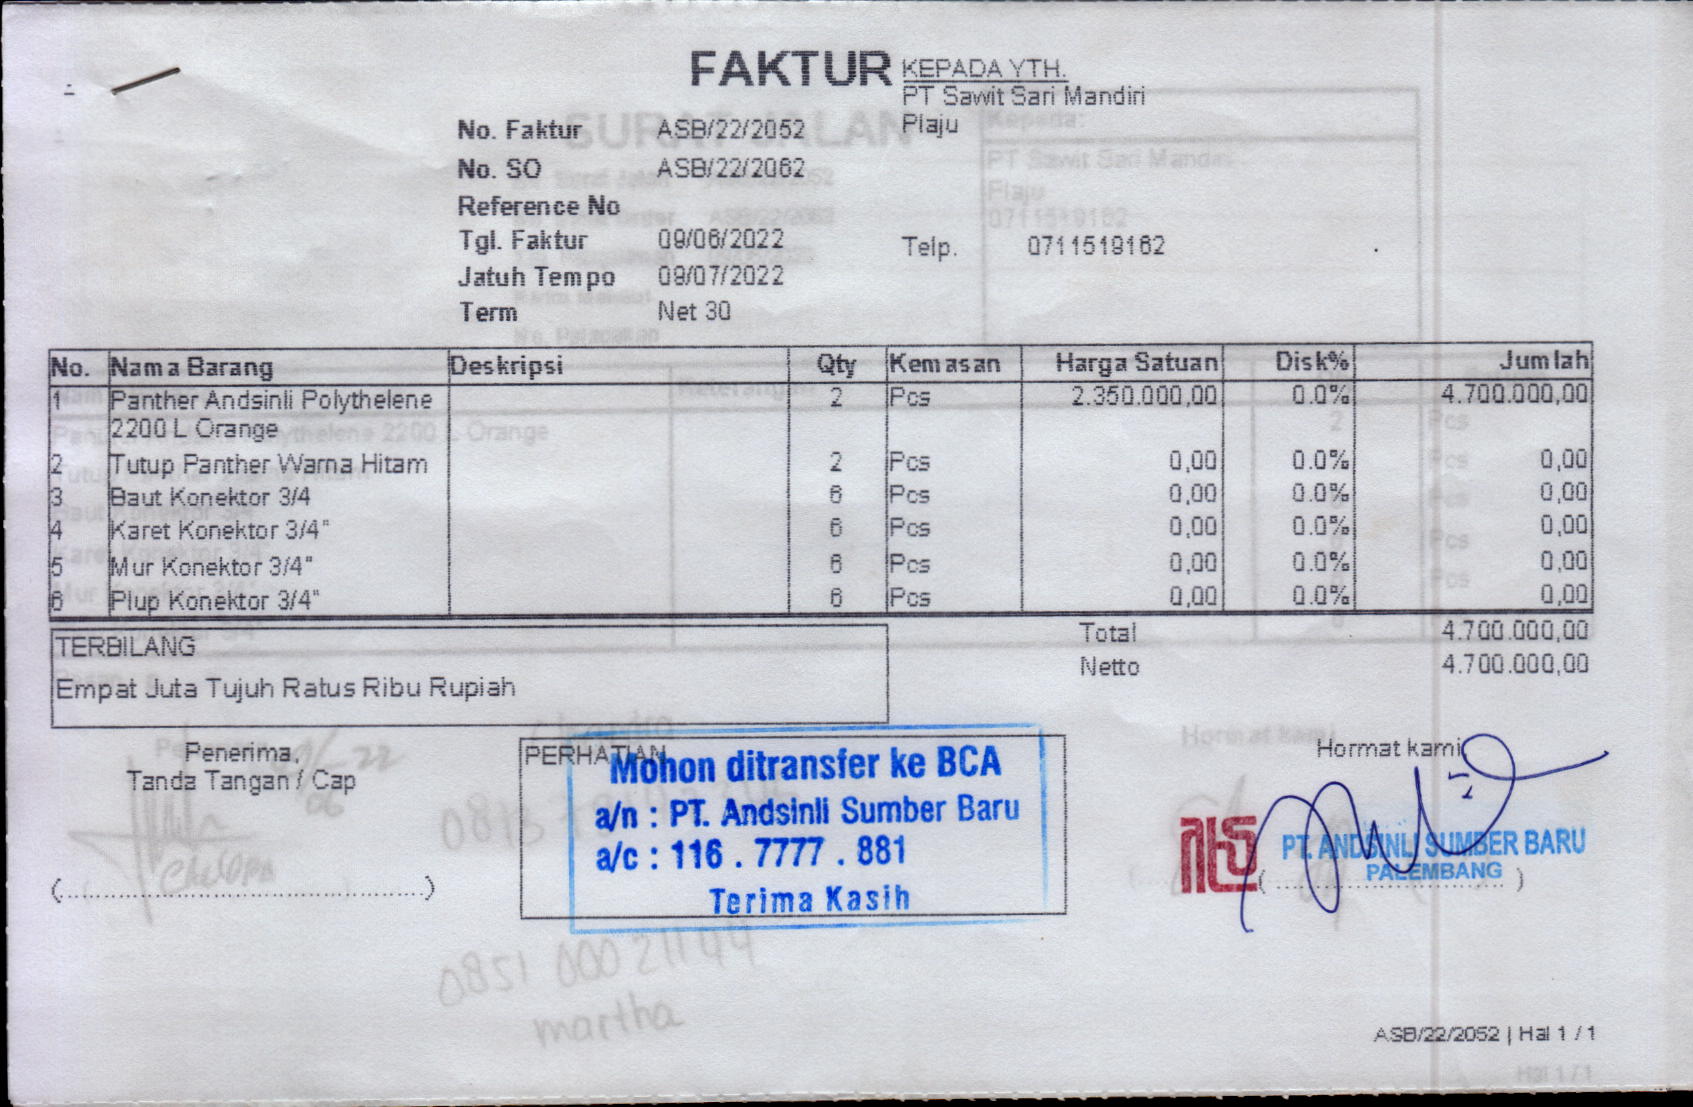 FAKTUR
KEPADA YTH.
PT Sawit Sari Mandiri
Plaju
No. Faktur ASB/22/2052
No. SO ASB/22/2062
Reference No
Tgl. Faktur 09/06/2022
Telp. 0711519162
Jatuh Tempo 09/07/2022
Term Net 30
No. Nama Barang Deskripsi Qty Kemasan Harga Satuan Disk% Jumlah
1 Panther Andsinli Polythelene 2 Pcs 2.350.000,00 0.0% 4.700.000,00
2200 L Orange
2 Tutup Panther Warna Hitam 2 Pcs 0,00 0.0% 0,00
3 Baut Konektor 3/4 6 Pcs 0,00 0.0% 0,00
4 Karet Konektor 3/4" 6 Pcs 0,00 0.0% 0,00
5 Mur Konektor 3/4" 6 Pcs 0,00 0.0% 0,00
6 Plup Konektor 3/4" 6 Pcs 0,00 0.0% 0,00
Total 4.700.000,00
Netto 4.700.000,00
TERBILANG
Empat Juta Tujuh Ratus Ribu Rupiah
Penerima,
Tanda Tangan / Cap
(....................................................)
PERHATIAN
Mohon ditransfer ke BCA
a/n : PT. Andsinli Sumber Baru
a/c : 116 . 7777 . 881
Terima Kasih
Hormat kami
PT. ANDSINLI SUMBER BARU
PALEMBANG
0851 00021144
martha
ASB/22/2052 | Hal 1 / 1